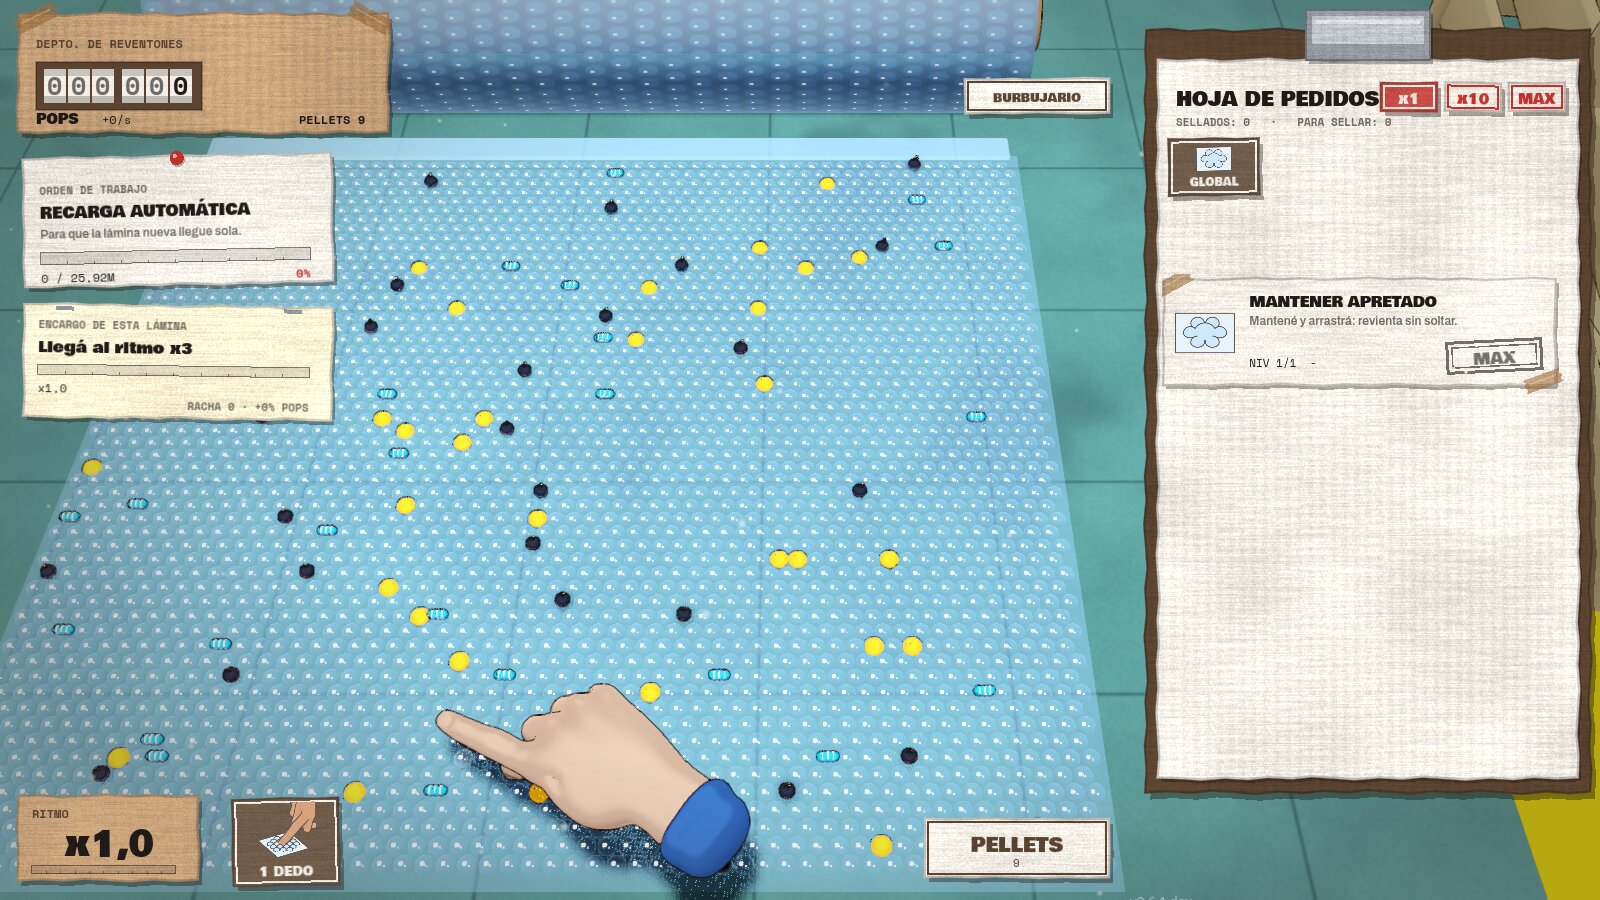 DEPTO. DE REVENTONES
000000
POPS +0/s PELLETS 9
ORDEN DE TRABAJO
RECARGA AUTOMÁTICA
Para que la lámina nueva llegue sola.
0 / 25.92M 0%
ENCARGO DE ESTA LÁMINA
Llegá al ritmo x3
x1.0
RACHA 0 - +0% POPS
RITMO
x1,0
1 DEDO
BURBUJARIO
PELLETS
9
HOJA DE PEDIDOS x1 x10 MAX
SELLADOS: 0 · PARA SELLAR: 0
GLOBAL
MANTENER APRETADO
Mantené y arrastrá: revienta sin soltar.
NIV 1/1 - MAX